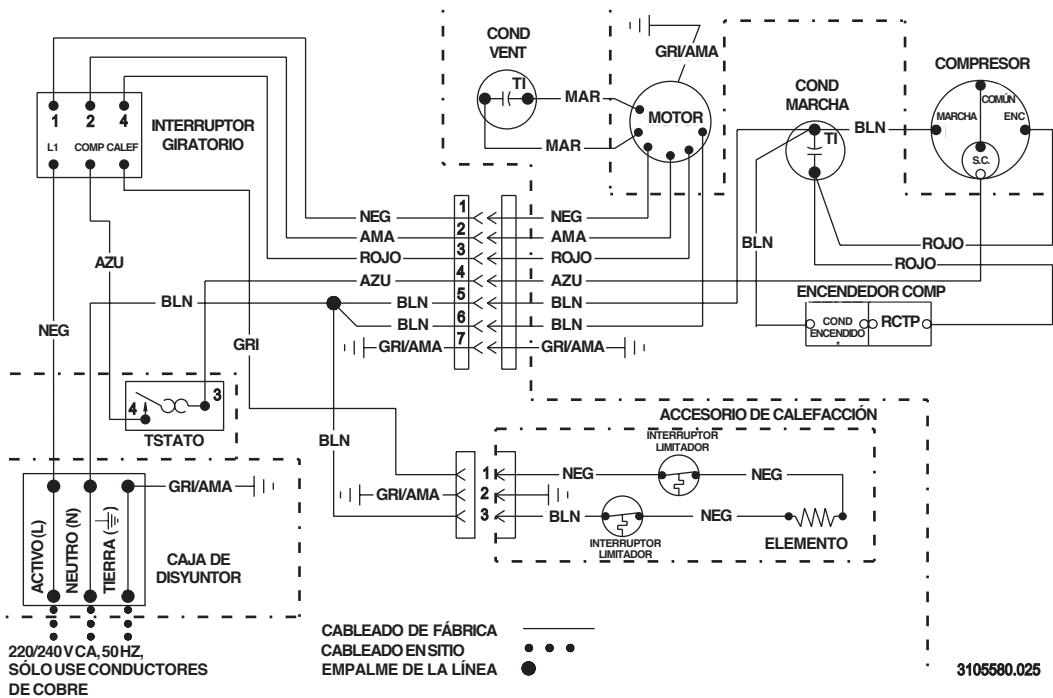 COND
VENT
TI
GRI/AMA
MAR
MAR
MOTOR
COND
MARCHA
TI
BLN
COMPRESOR
MARCHA
COMÚN
ENC
S.C.
1 2 4
L1 COMP CALEF
INTERRUPTOR
GIRATORIO
NEG 1 NEG
AMA 2 AMA
ROJO 3 ROJO
AZU 4 AZU
BLN BLN 5 BLN
BLN 6 BLN
GRI/AMA 7 GRI/AMA
BLN
ROJO
ROJO
ENCENDEDOR COMP
COND
ENCENDIDO
*
RCTP
AZU
NEG
GRI
BLN
4 3
TSTATO
ACCESORIO DE CALEFACCIÓN
INTERRUPTOR
LIMITADOR
1 NEG NEG
GRI/AMA 2
3 BLN NEG
INTERRUPTOR
LIMITADOR
ELEMENTO
GRI/AMA
ACTIVO (L)
NEUTRO (N)
TIERRA ( )
CAJA DE
DISYUNTOR
220/240 V CA, 50 HZ,
SÓLO USE CONDUCTORES
DE COBRE
CABLEADO DE FÁBRICA
CABLEADO EN SITIO
EMPALME DE LA LÍNEA
3105580.025